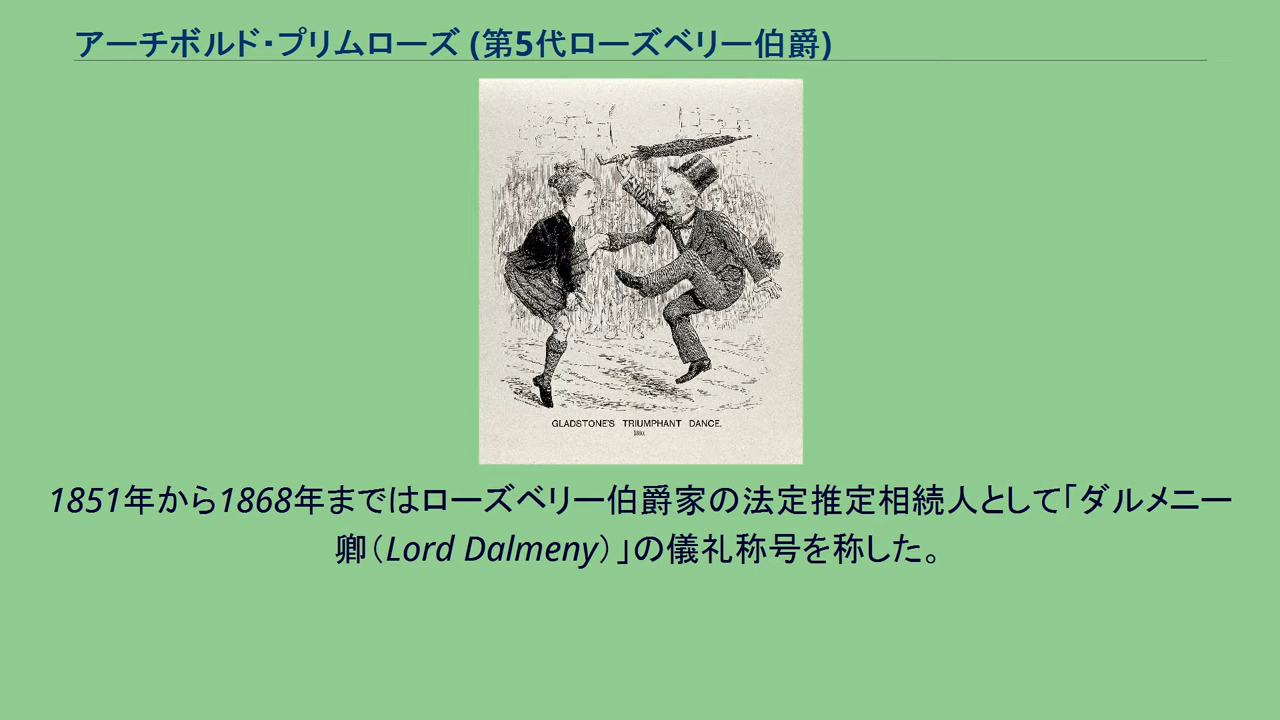 アーチボルド・プリムローズ (第5代ローズベリー伯爵)
GLADSTONE'S TRIUMPHANT DANCE.
1880.
1851年から1868年まではローズベリー伯爵家の法定推定相続人として「ダルメニー
卿（Lord Dalmeny）」の儀礼称号を称した。